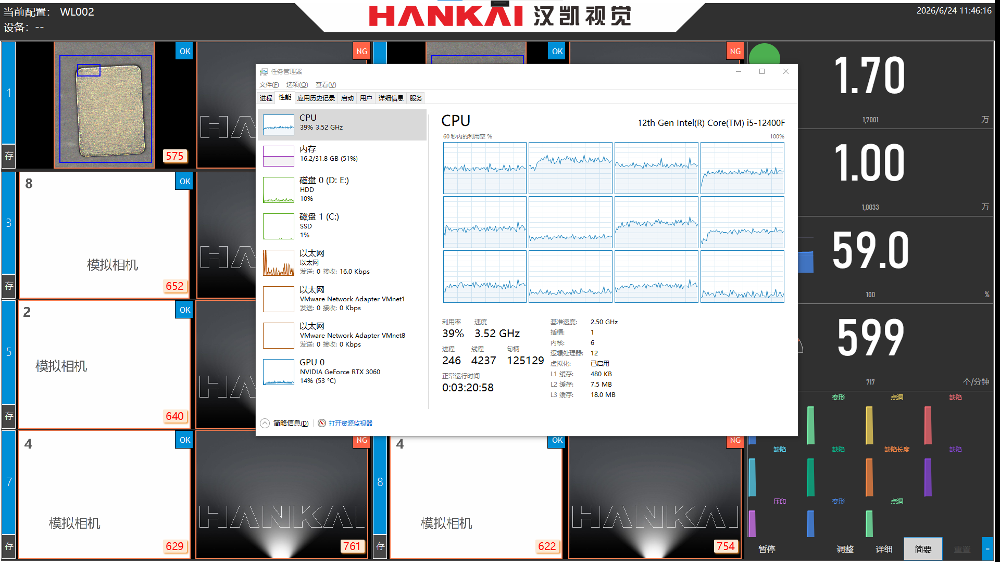 当前配置： WL002
设备：--
HANKAI 汉凯视觉
2026/6/24 11:46:16
1
OK
575
存
NG
HA
OK
NG
3
8
OK
模拟相机
652
存
HA
5
2
OK
模拟相机
640
存
HA
7
4
OK
模拟相机
629
存
NG
HANKAI
761
8
4
OK
模拟相机
622
存
NG
HANKAI
754
任务管理器
文件(F) 选项(O) 查看(V)
进程 性能 应用历史记录 启动 用户 详细信息 服务
CPU
39% 3.52 GHz
内存
16.2/31.8 GB (51%)
磁盘 0 (D: E:)
HDD
10%
磁盘 1 (C:)
SSD
1%
以太网
以太网
发送: 0 接收: 16.0 Kbps
以太网
VMware Network Adapter VMnet1
发送: 0 接收: 0 Kbps
以太网
VMware Network Adapter VMnet8
发送: 0 接收: 0 Kbps
GPU 0
NVIDIA GeForce RTX 3060
14% (53 °C)
CPU
12th Gen Intel(R) Core(TM) i5-12400F
60 秒内的利用率 %
100%
利用率 速度
39% 3.52 GHz
进程 线程 句柄
246 4237 125129
正常运行时间
0:03:20:58
基准速度: 2.50 GHz
插槽: 1
内核: 6
逻辑处理器: 12
虚拟化: 已启用
L1 缓存: 480 KB
L2 缓存: 7.5 MB
L3 缓存: 18.0 MB
简略信息(D) 打开资源监视器
1.70
1,7001 万
1.00
1,0033 万
59.0
100 %
599
717 个/分钟
变形 点洞 缺陷
缺陷 缺陷 缺陷长度 缺陷
压印 变形 点洞
暂停 调整 详细 简要 重置 =